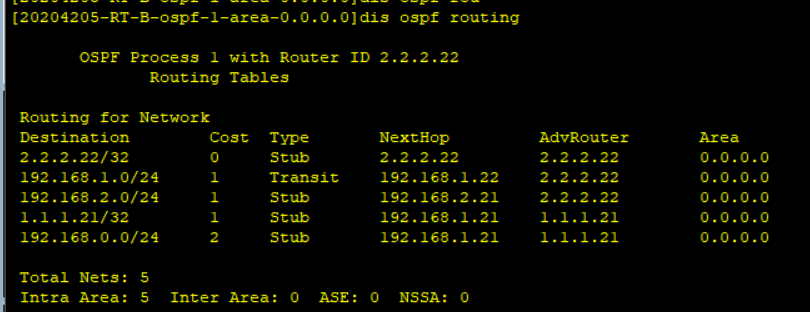 [20204205-RT-B-ospf-1-area-0.0.0.0]dis ospf routing
OSPF Process 1 with Router ID 2.2.2.22
Routing Tables
Routing for Network
Destination Cost Type NextHop AdvRouter Area
2.2.2.22/32 0 Stub 2.2.2.22 2.2.2.22 0.0.0.0
192.168.1.0/24 1 Transit 192.168.1.22 2.2.2.22 0.0.0.0
192.168.2.0/24 1 Stub 192.168.2.21 2.2.2.22 0.0.0.0
1.1.1.21/32 1 Stub 192.168.1.21 1.1.1.21 0.0.0.0
192.168.0.0/24 2 Stub 192.168.1.21 1.1.1.21 0.0.0.0
Total Nets: 5
Intra Area: 5 Inter Area: 0 ASE: 0 NSSA: 0